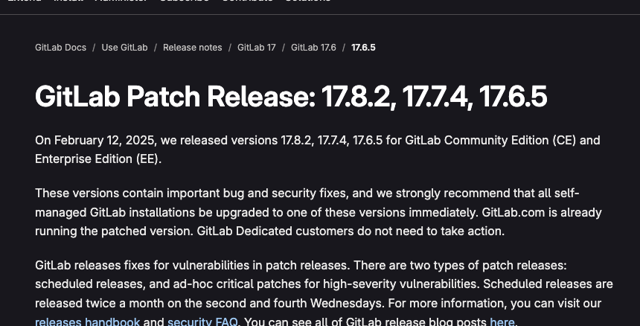 GitLab Docs / Use GitLab / Release notes / GitLab 17 / GitLab 17.6 / 17.6.5
GitLab Patch Release: 17.8.2, 17.7.4, 17.6.5
On February 12, 2025, we released versions 17.8.2, 17.7.4, 17.6.5 for GitLab Community Edition (CE) and
Enterprise Edition (EE).
These versions contain important bug and security fixes, and we strongly recommend that all self-
managed GitLab installations be upgraded to one of these versions immediately. GitLab.com is already
running the patched version. GitLab Dedicated customers do not need to take action.
GitLab releases fixes for vulnerabilities in patch releases. There are two types of patch releases:
scheduled releases, and ad-hoc critical patches for high-severity vulnerabilities. Scheduled releases are
released twice a month on the second and fourth Wednesdays. For more information, you can visit our
releases handbook and security FAQ. You can see all of GitLab release blog posts here.